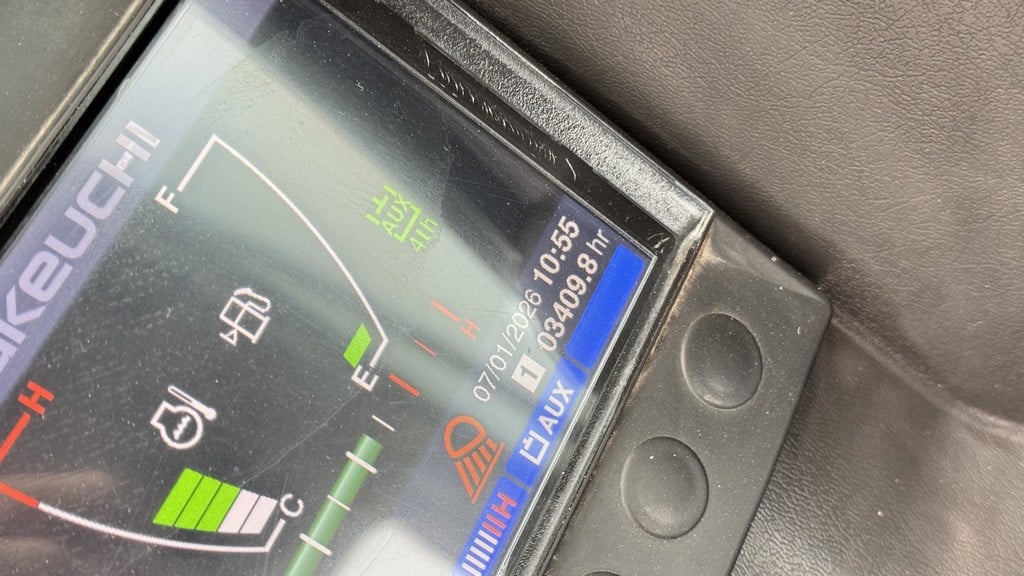 AKEUCHI
F
AUX
4th
E
H
H
C
07/01/2026 10:55
1 03409.8 hr
AUX
H